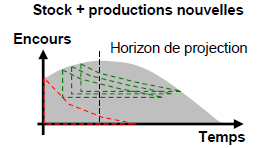 Stock + productions nouvelles
Encours
Horizon de projection
Temps